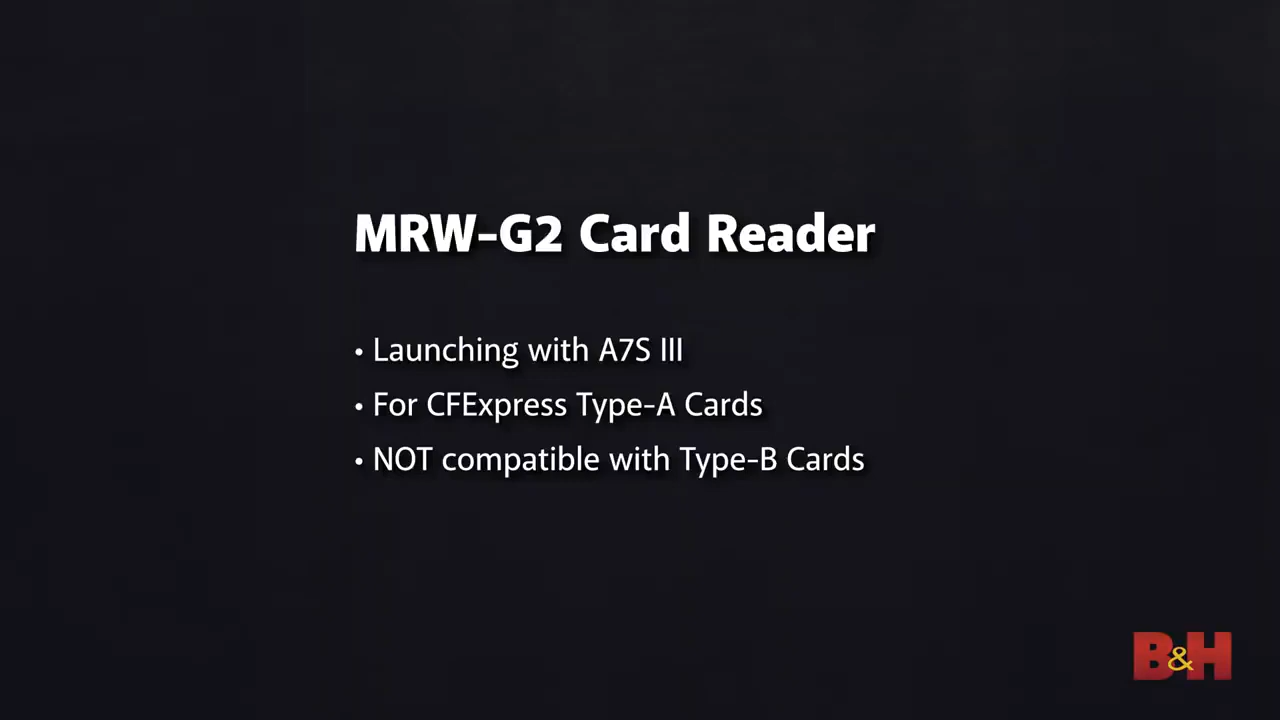 MRW-G2 Card Reader
• Launching with A7S III
• For CFExpress Type-A Cards
• NOT compatible with Type-B Cards
B&H